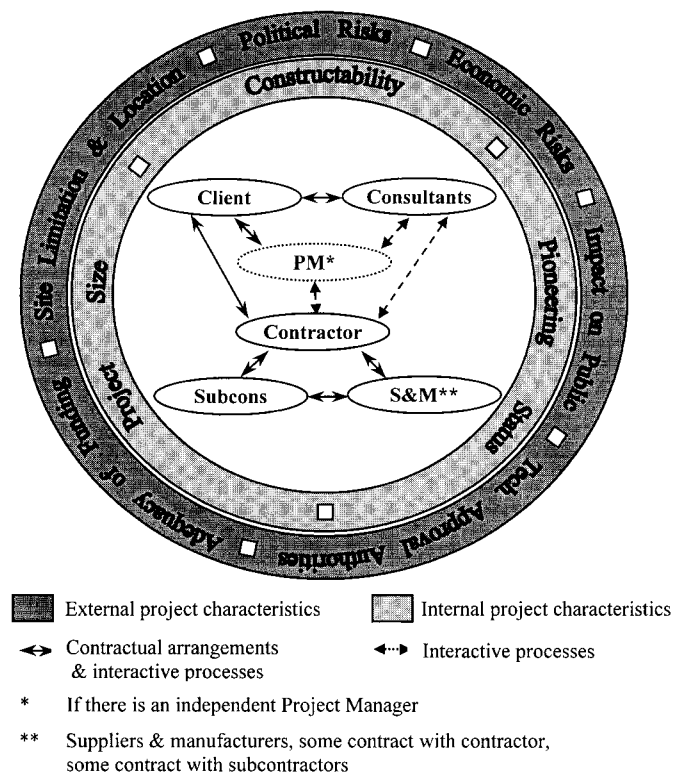 Political Risks
Economic Risks
Impact on Public
Tech. Approval Authorities
Adequacy of Funding
Site Limitation & Location
Constructability
Pioneering Status
Project Size
Client
Consultants
PM*
Contractor
Subcons
S&M**
External project characteristics
Internal project characteristics
Contractual arrangements
& interactive processes
Interactive processes
* If there is an independent Project Manager
** Suppliers & manufacturers, some contract with contractor,
some contract with subcontractors